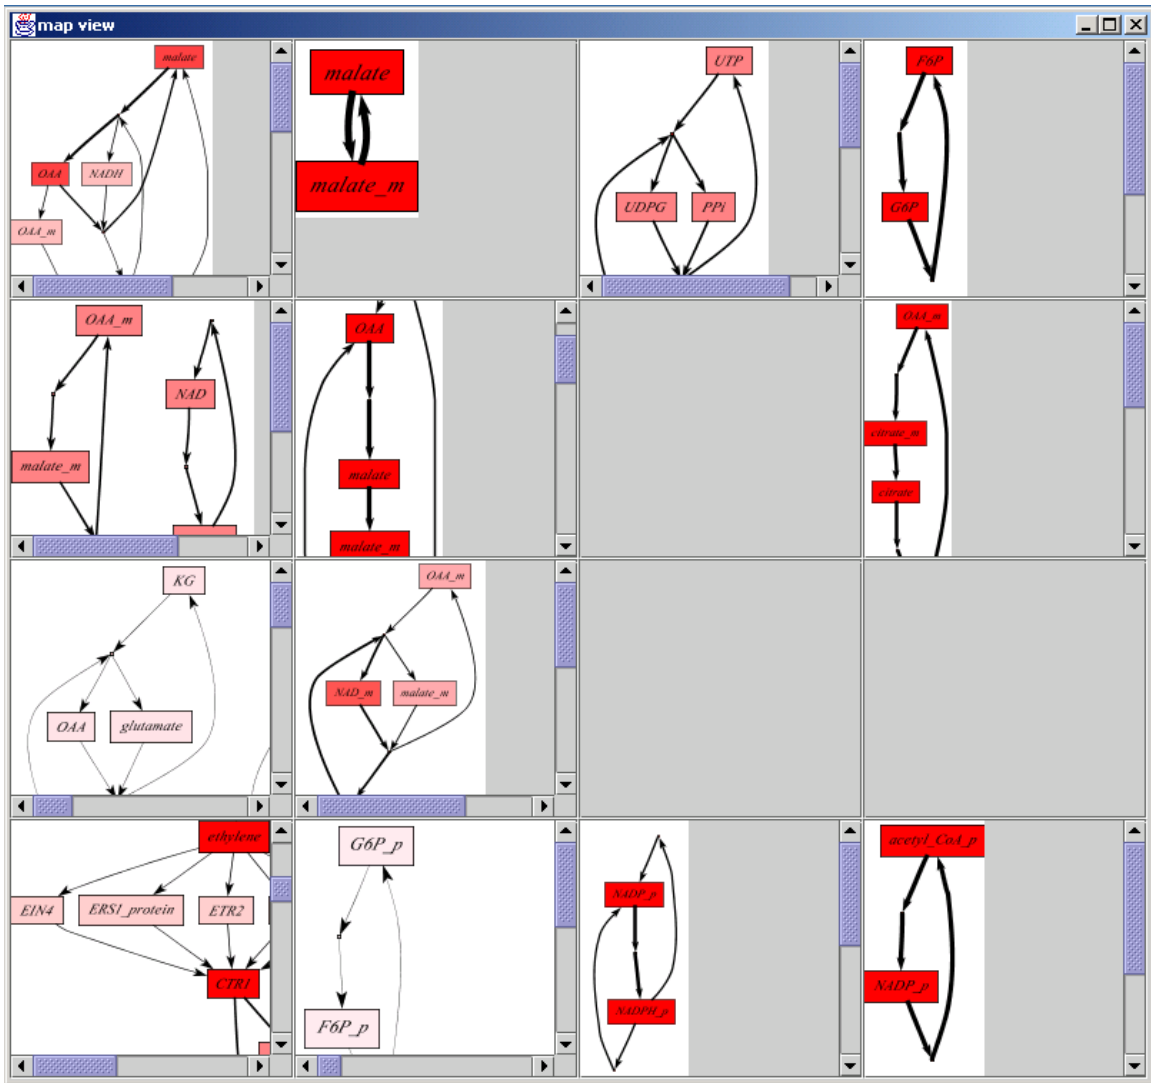 map view
malate
OAA
NADH
OAA_m
malate
malate_m
UTP
UDPG
PPi
F6P
G6P
OAA_m
NAD
malate_m
OAA
malate
malate_m
OAA_m
citrate_m
citrate
KG
OAA
glutamate
OAA_m
NAD_m
malate_m
ethylene
EIN4
ERS1_protein
ETR2
CTR1
G6P_p
F6P_p
NADP_p
NADPH_p
acetyl_CoA_p
NADP_p